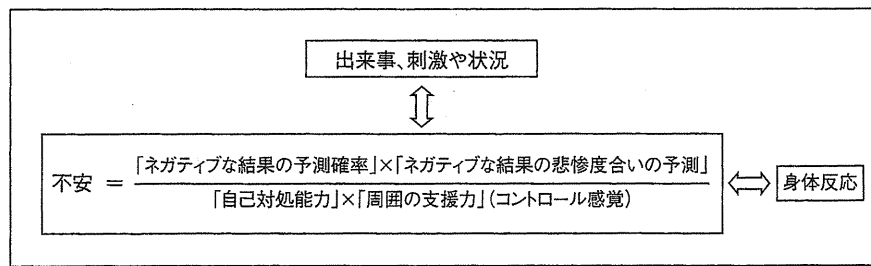 出来事、刺激や状況
不安 =
「ネガティブな結果の予測確率」×「ネガティブな結果の悲惨度合いの予測」
「自己対処能力」×「周囲の支援力」(コントロール感覚)
身体反応